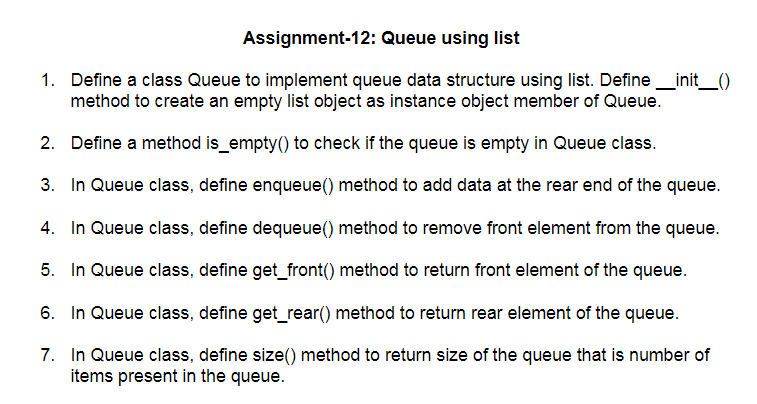 Assignment-12: Queue using list
1. Define a class Queue to implement queue data structure using list. Define __init__()
method to create an empty list object as instance object member of Queue.
2. Define a method is_empty() to check if the queue is empty in Queue class.
3. In Queue class, define enqueue() method to add data at the rear end of the queue.
4. In Queue class, define dequeue() method to remove front element from the queue.
5. In Queue class, define get_front() method to return front element of the queue.
6. In Queue class, define get_rear() method to return rear element of the queue.
7. In Queue class, define size() method to return size of the queue that is number of
items present in the queue.